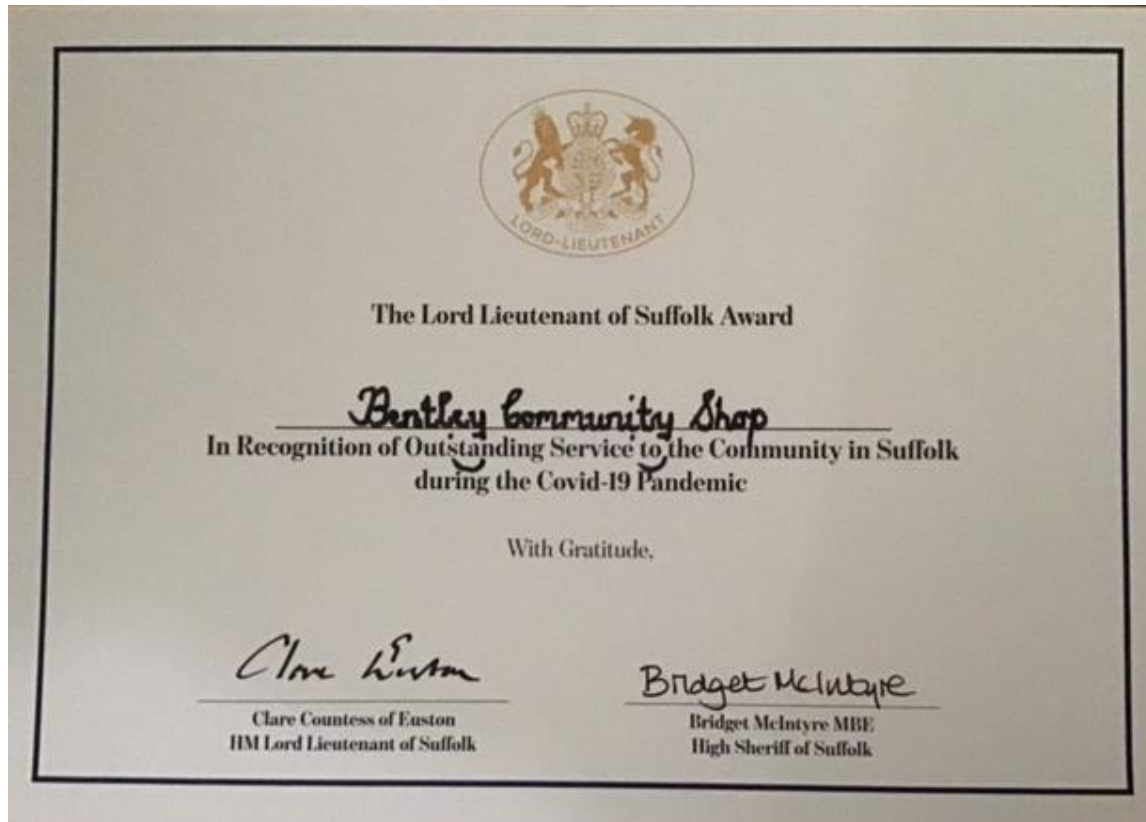 LORD-LIEUTENANT
The Lord Lieutenant of Suffolk Award
Bentley Community Shop
In Recognition of Outstanding Service to the Community in Suffolk
during the Covid-19 Pandemic
With Gratitude,
Clare Euston
Bridget McIntyre
Clare Countess of Euston
HM Lord Lieutenant of Suffolk
Bridget McIntyre MBE
High Sheriff of Suffolk